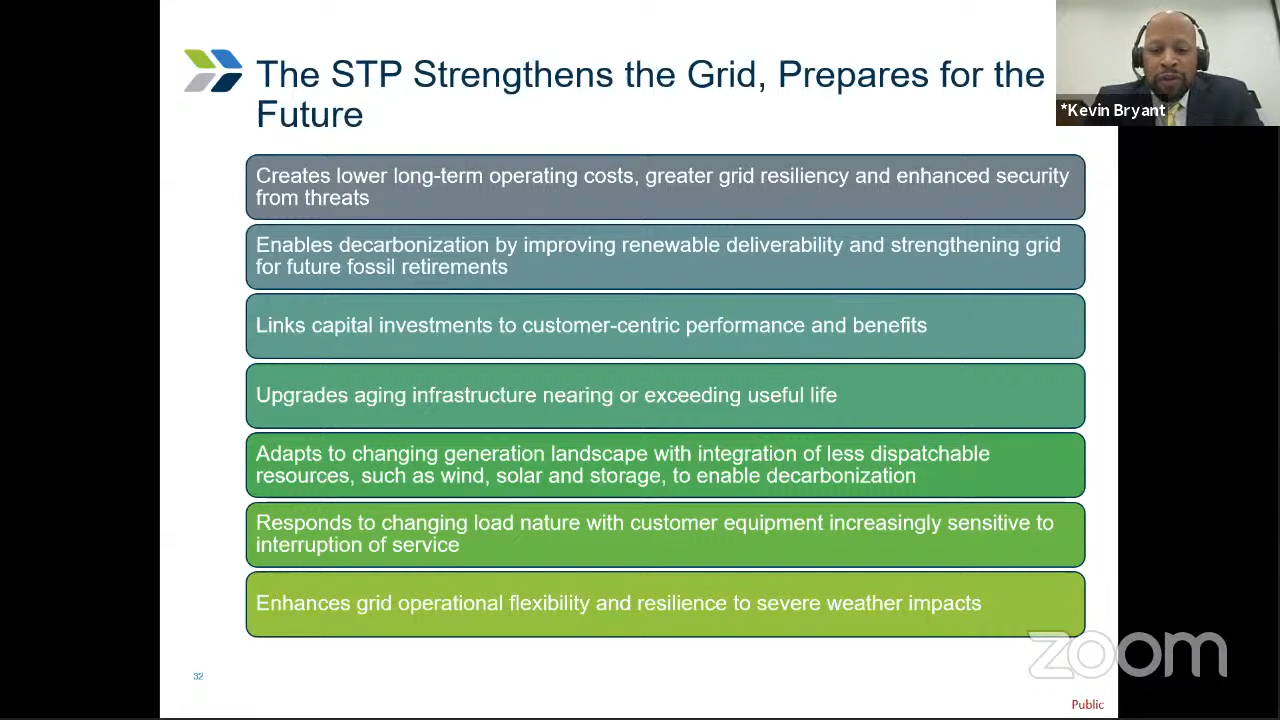 The STP Strengthens the Grid, Prepares for the
Future
*Kevin Bryant
Creates lower long-term operating costs, greater grid resiliency and enhanced security
from threats
Enables decarbonization by improving renewable deliverability and strengthening grid
for future fossil retirements
Links capital investments to customer-centric performance and benefits
Upgrades aging infrastructure nearing or exceeding useful life
Adapts to changing generation landscape with integration of less dispatchable
resources, such as wind, solar and storage, to enable decarbonization
Responds to changing load nature with customer equipment increasingly sensitive to
interruption of service
Enhances grid operational flexibility and resilience to severe weather impacts
zoom
32
Public